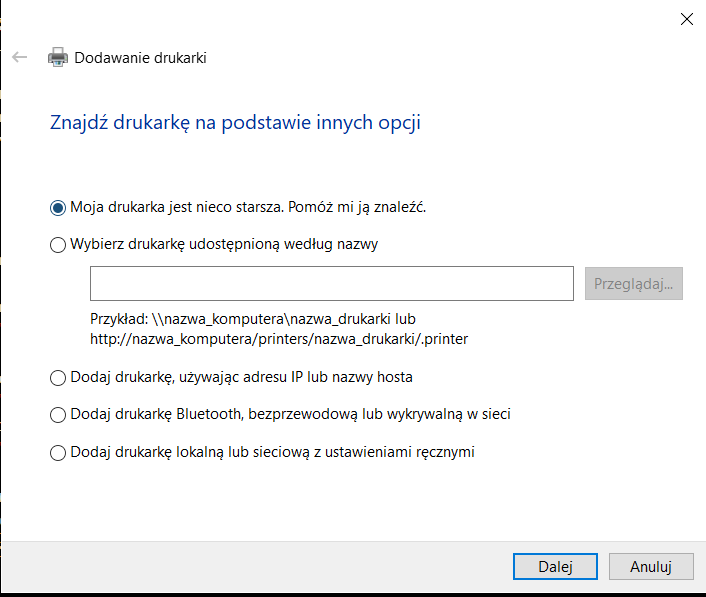 Dodawanie drukarki
Znajdź drukarkę na podstawie innych opcji
Moja drukarka jest nieco starsza. Pomóż mi ją znaleźć.
Wybierz drukarkę udostępnioną według nazwy
Przeglądaj...
Przykład: \\nazwa_komputera\nazwa_drukarki lub
http://nazwa_komputera/printers/nazwa_drukarki/.printer
Dodaj drukarkę, używając adresu IP lub nazwy hosta
Dodaj drukarkę Bluetooth, bezprzewodową lub wykrywalną w sieci
Dodaj drukarkę lokalną lub sieciową z ustawieniami ręcznymi
Dalej
Anuluj